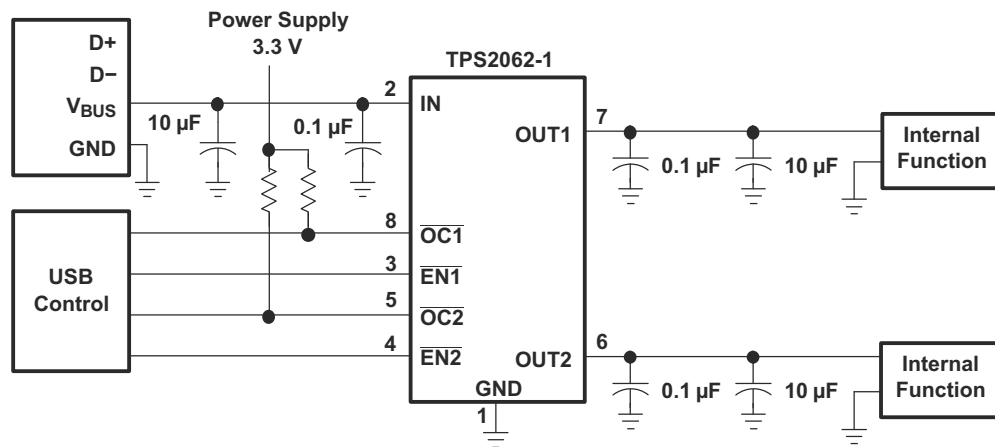 Power Supply
3.3 V
D+
D−
VBUS
GND
10 µF
0.1 µF
TPS2062-1
2
IN
7
OUT1
0.1 µF
10 µF
Internal
Function
USB
Control
8
OC1
3
EN1
5
OC2
4
EN2
6
OUT2
GND
1
0.1 µF
10 µF
Internal
Function